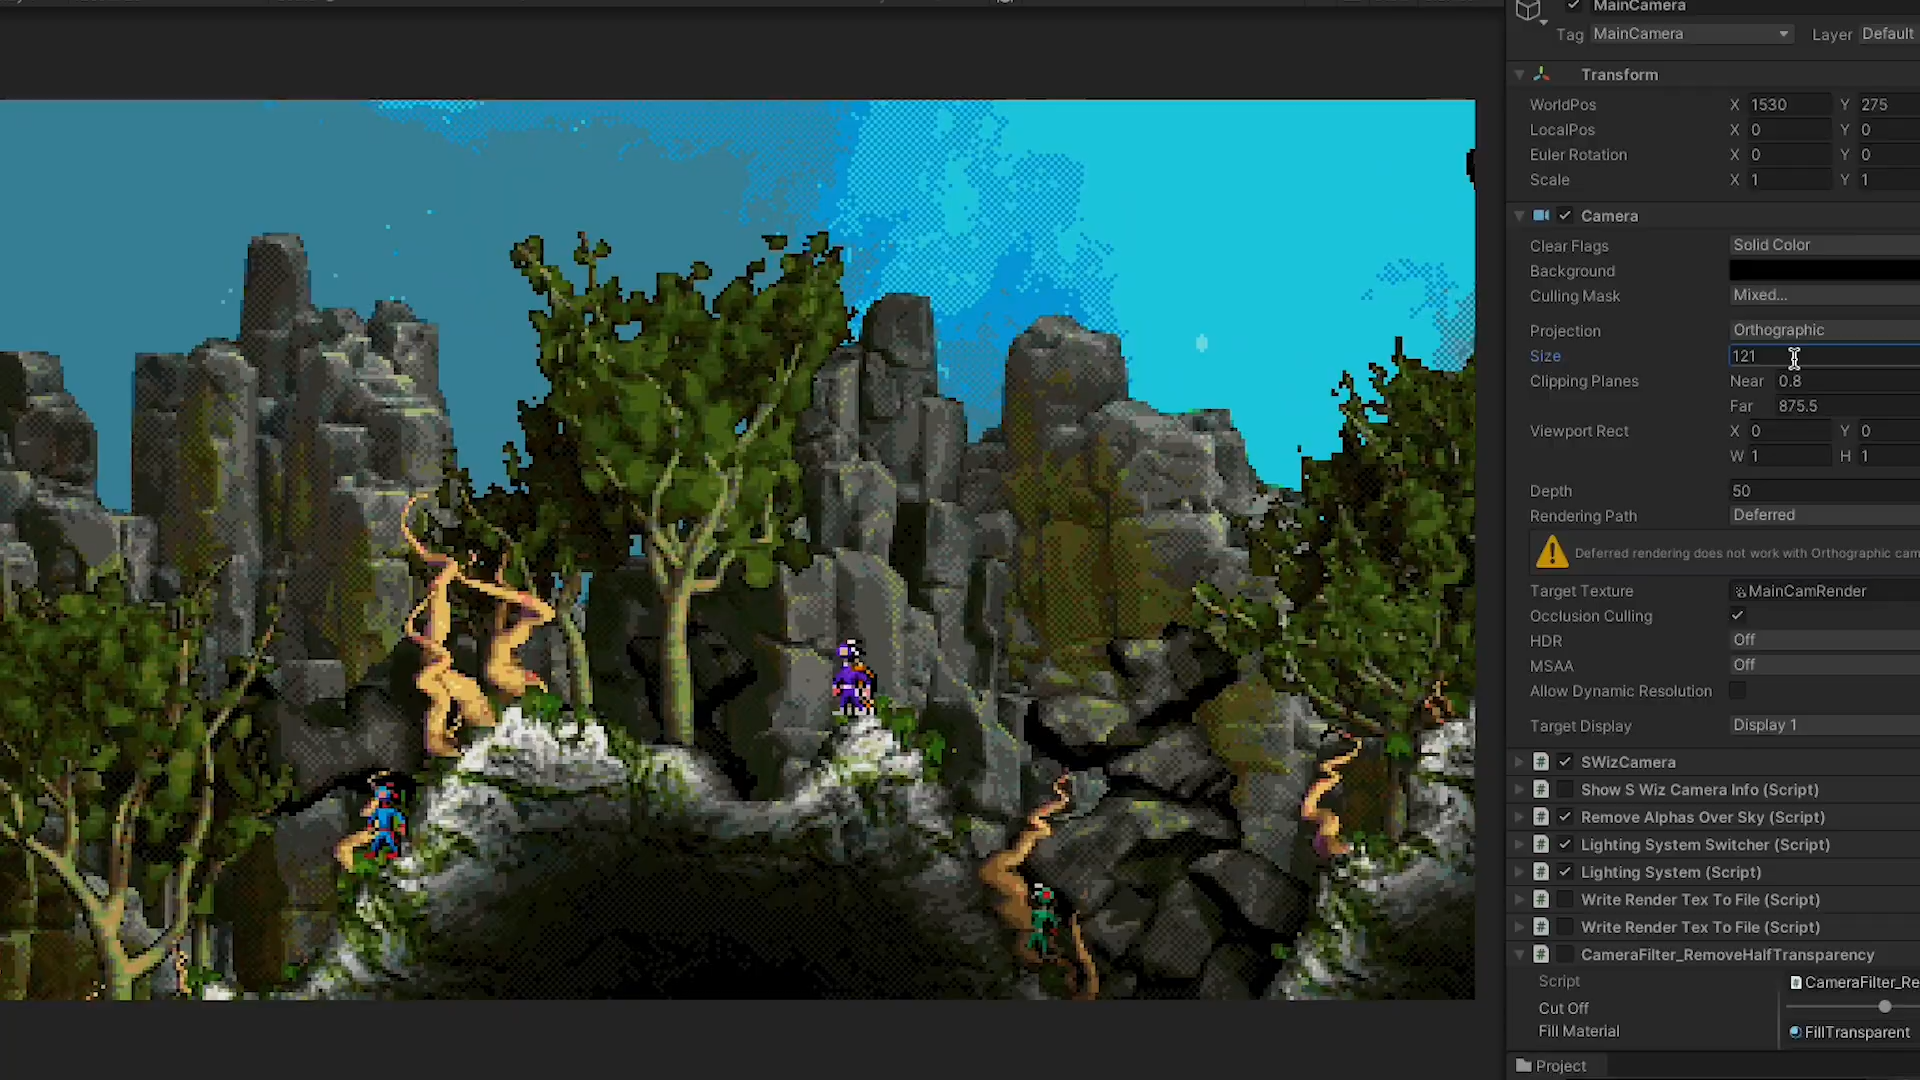 MainCamera
Tag MainCamera Layer Default
Transform
WorldPos X 1530 Y 275
LocalPos X 0 Y 0
Euler Rotation X 0 Y 0
Scale X 1 Y 1
Camera
Clear Flags Solid Color
Background
Culling Mask Mixed...
Projection Orthographic
Size 121
Clipping Planes Near 0.8
Far 875.5
Viewport Rect X 0 Y 0
W 1 H 1
Depth 50
Rendering Path Deferred
Deferred rendering does not work with Orthographic cam
Target Texture MainCamRender
Occlusion Culling
HDR Off
MSAA Off
Allow Dynamic Resolution
Target Display Display 1
# SWizCamera
# Show S Wiz Camera Info (Script)
# Remove Alphas Over Sky (Script)
# Lighting System Switcher (Script)
# Lighting System (Script)
# Write Render Tex To File (Script)
# Write Render Tex To File (Script)
# CameraFilter_RemoveHalfTransparency
Script CameraFilter_Re
Cut Off
Fill Material FillTransparent
Project